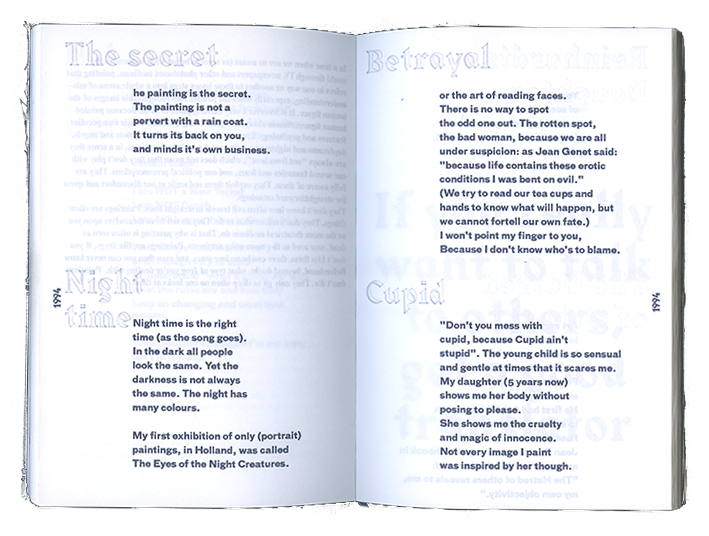 The secret
he painting is the secret.
The painting is not a
pervert with a rain coat.
It turns its back on you,
and minds it's own business.
Night
time
1994
Night time is the right
time (as the song goes).
In the dark all people
look the same. Yet the
darkness is not always
the same. The night has
many colours.
My first exhibition of only (portrait)
paintings, in Holland, was called
The Eyes of the Night Creatures.
Betrayal
or the art of reading faces.
There is no way to spot
the odd one out. The rotten spot,
the bad woman, because we are all
under suspicion: as Jean Genet said:
"because life contains these erotic
conditions I was bent on evil."
(We try to read our tea cups and
hands to know what will happen, but
we cannot fortell our own fate.)
I won't point my finger to you,
Because I don't know who's to blame.
Cupid
1994
"Don't you mess with
cupid, because Cupid ain't
stupid". The young child is so sensual
and gentle at times that it scares me.
My daughter (5 years now)
shows me her body without
posing to please.
She shows me the cruelty
and magic of innocence.
Not every image I paint
was inspired by her though.